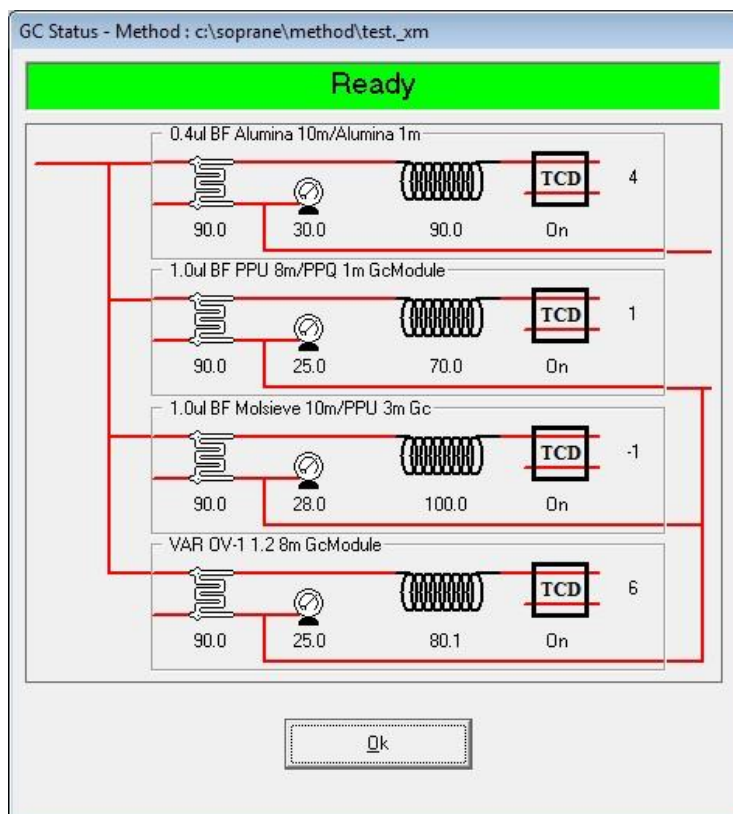 GC Status - Method : c:\soprane\method\test._xm
Ready
0.4ul BF Alumina 10m/Alumina 1m
TCD 4
90.0 30.0 90.0 On
1.0ul BF PPU 8m/PPQ 1m GcModule
TCD 1
90.0 25.0 70.0 On
1.0ul BF Molsieve 10m/PPU 3m Gc
TCD -1
90.0 28.0 100.0 On
VAR OV-1 1.2 8m GcModule
TCD 6
90.0 25.0 80.1 On
Ok